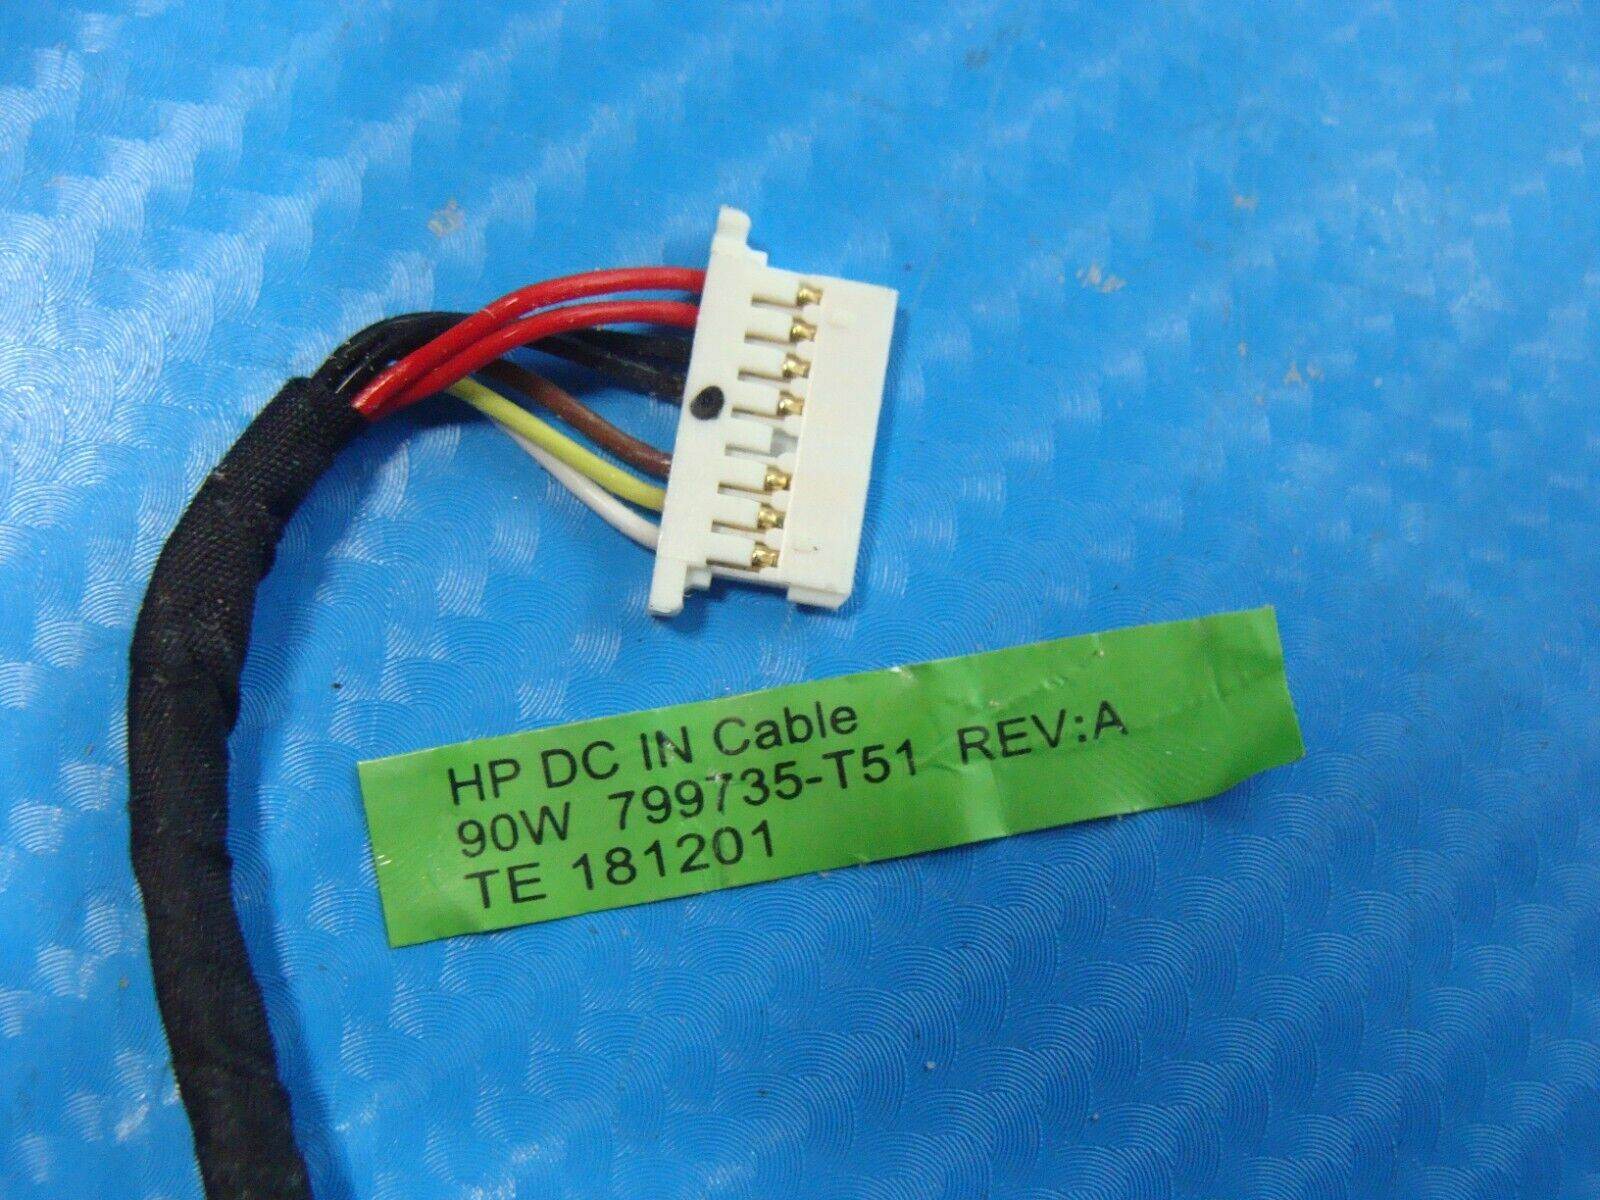 HP DC IN Cable
90W 799735-T51 REV:A
TE 181201